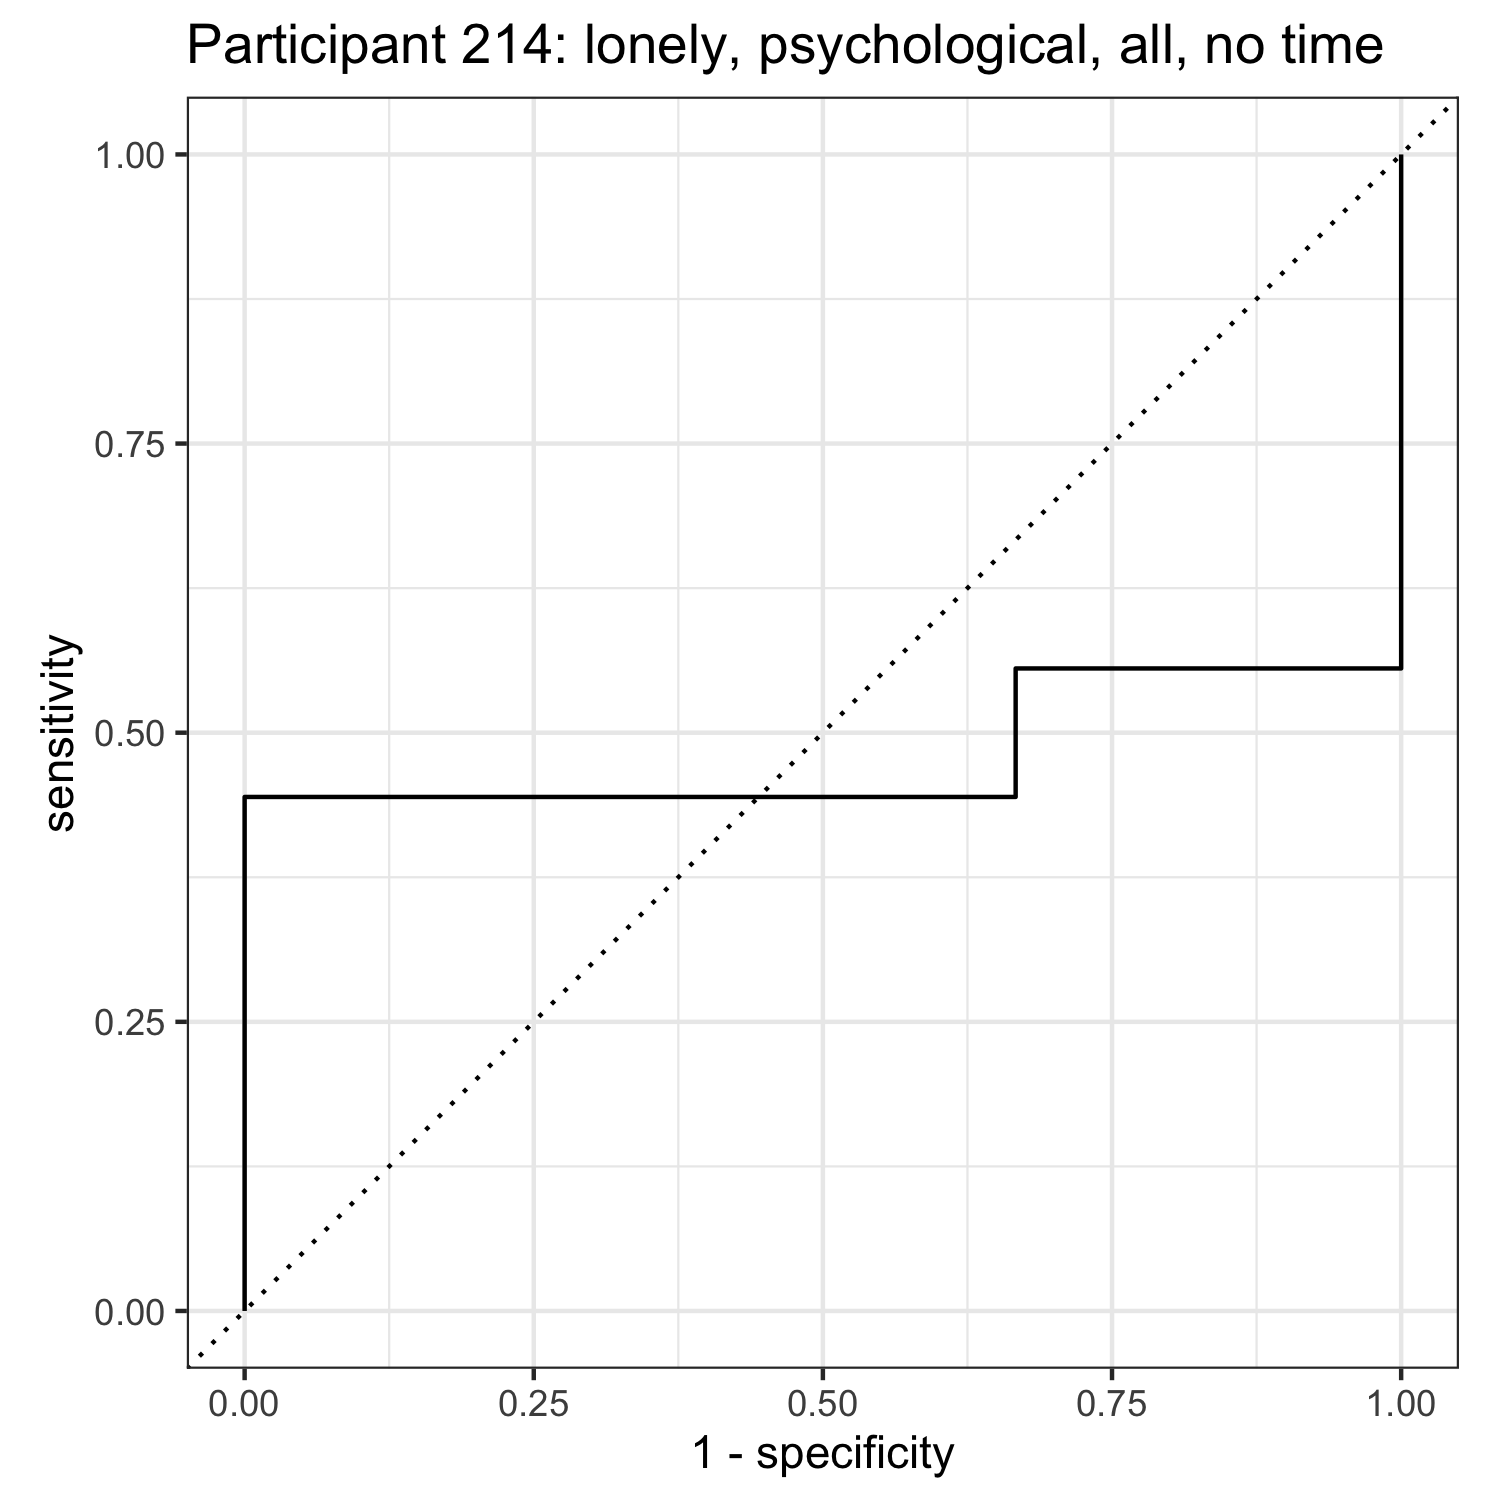 Participant 214: lonely, psychological, all, no time
1.00
0.75
0.50
0.25
0.00
sensitivity
0.00 0.25 0.50 0.75 1.00
1 - specificity